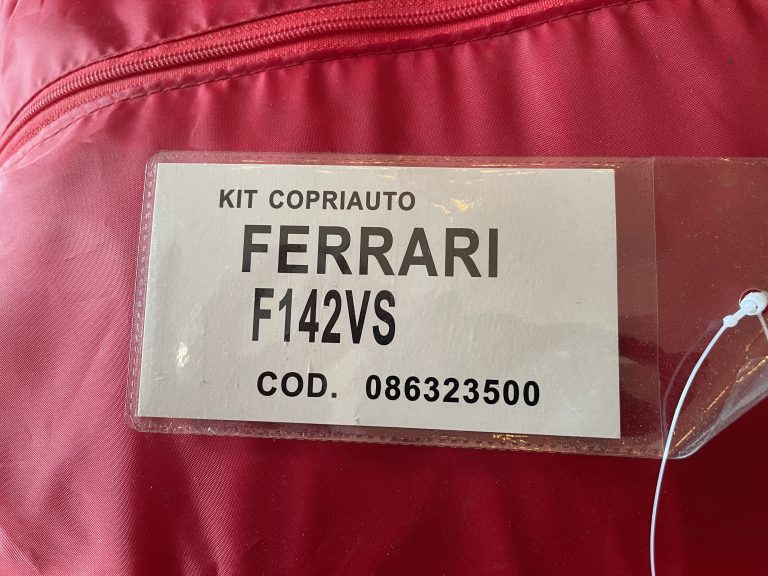 KIT COPRIAUTO
FERRARI
F142VS
COD. 086323500